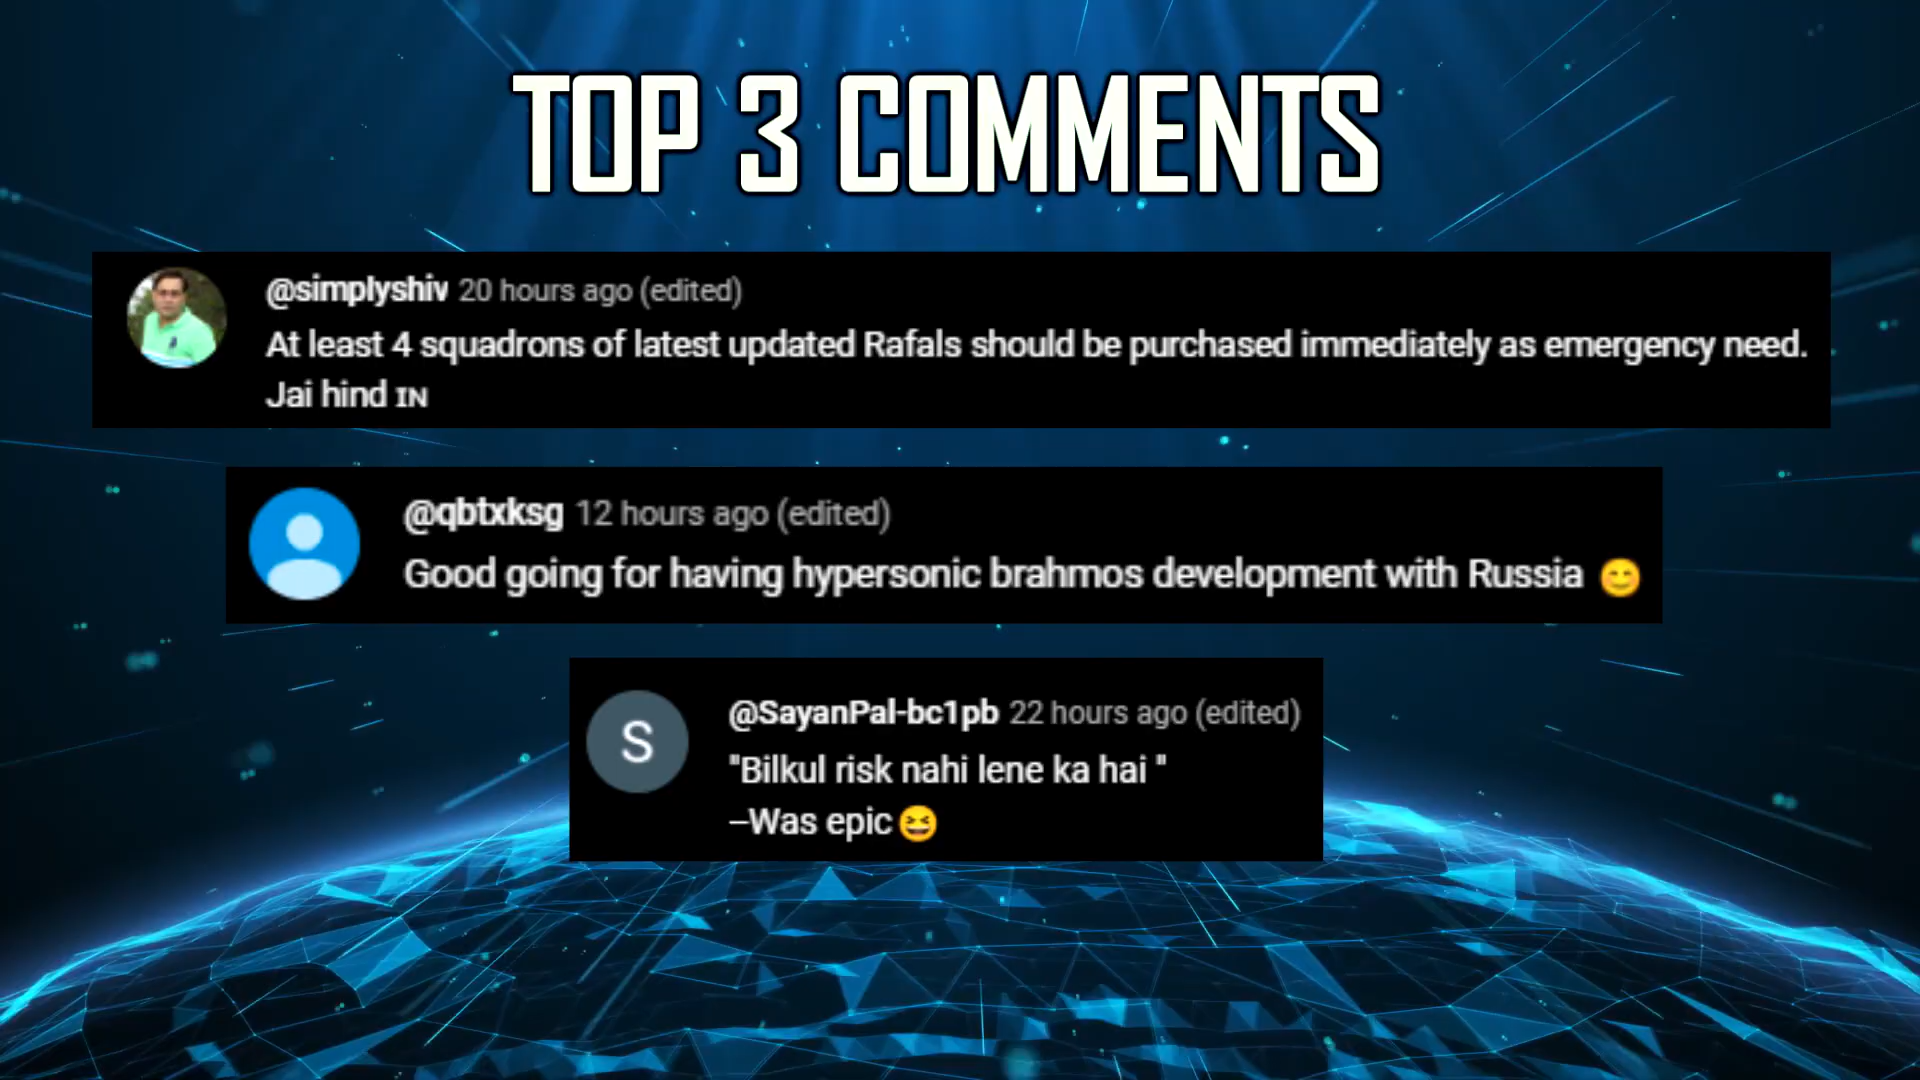 TOP 3 COMMENTS
@simplyshiv 20 hours ago (edited)
At least 4 squadrons of latest updated Rafals should be purchased immediately as emergency need.
Jai hind IN
@qbtxksg 12 hours ago (edited)
Good going for having hypersonic brahmos development with Russia 😊
S
@SayanPal-bc1pb 22 hours ago (edited)
"Bilkul risk nahi lene ka hai "
–Was epic😆